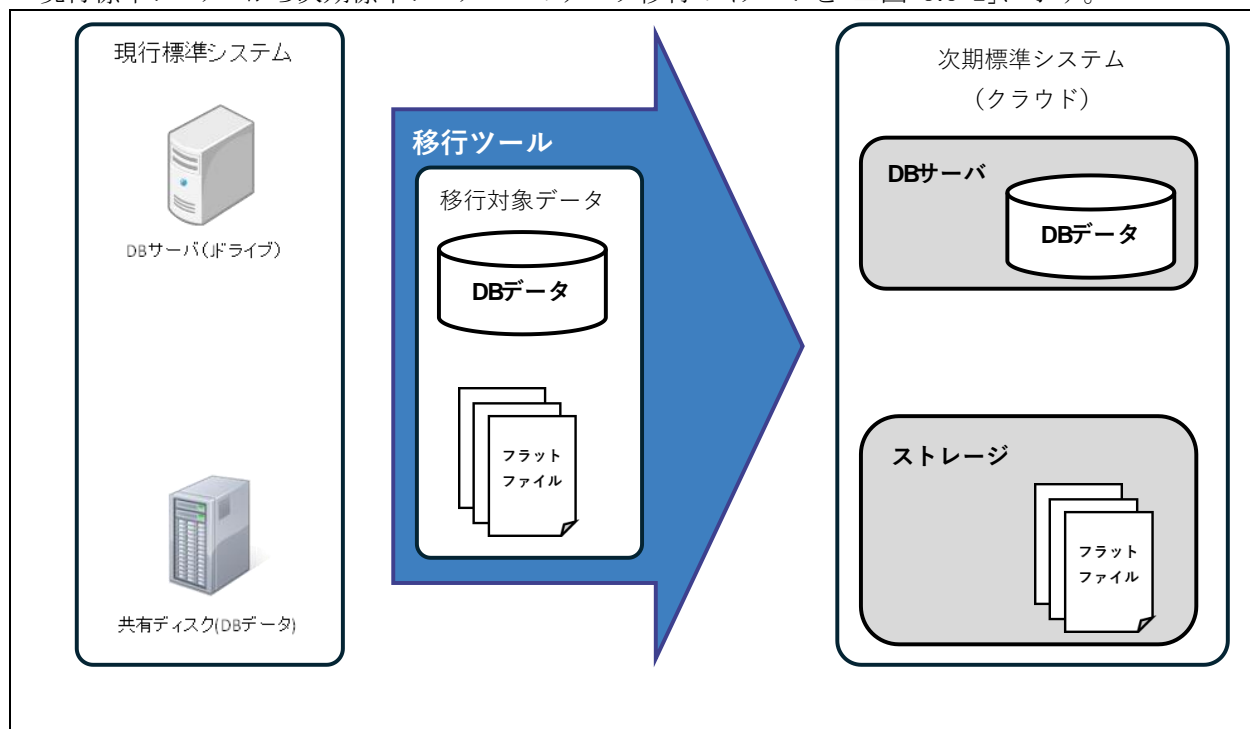 現行標準システム
DBサーバ(Jドライブ)
共有ディスク(DBデータ)
移行ツール
移行対象データ
DBデータ
フラット
ファイル
次期標準システム
(クラウド)
DBサーバ
DBデータ
ストレージ
フラット
ファイル